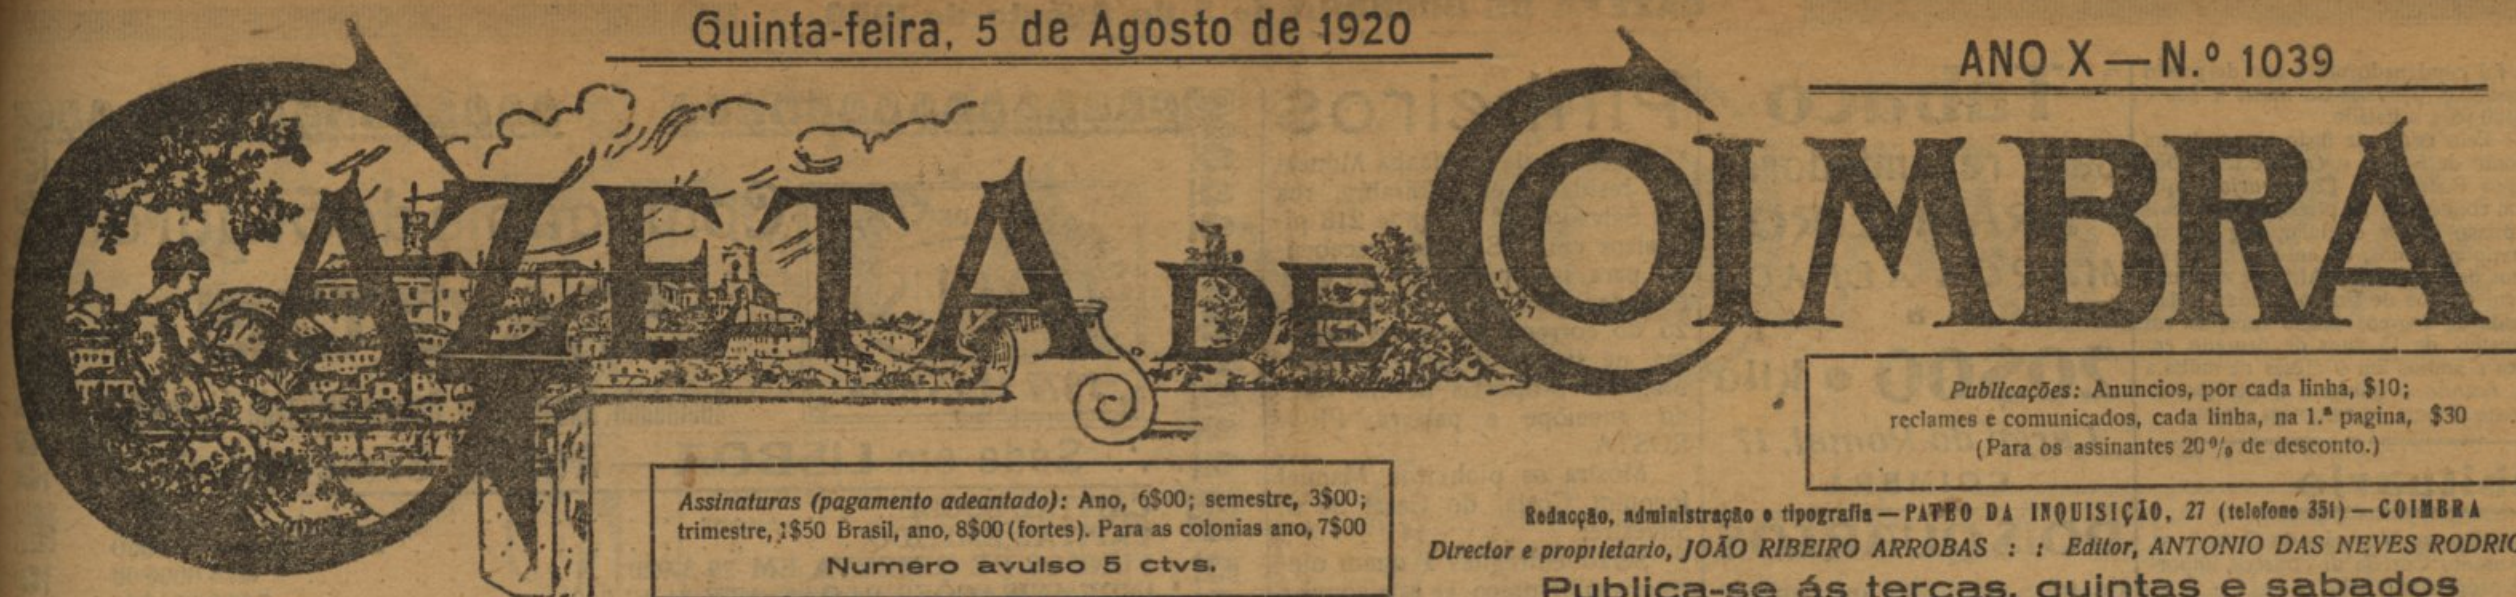 Quinta-feira, 5 de Agosto de 1920
ANO X — N.º 1039
GAZETA DE COIMBRA
Publicações: Anuncios, por cada linha, $10;
reclames e comunicados, cada linha, na 1.ª pagina, $30
(Para os assinantes 20% de desconto.)
Assinaturas (pagamento adeantado): Ano, 6$00; semestre, 3$00;
trimestre, 1$50 Brasil, ano, 8$00 (fortes). Para as colonias ano, 7$00
Numero avulso 5 ctvs.
Redacção, administração e tipografia — PATEO DA INQUISIÇÃO, 27 (telefone 351) — COIMBRA
Director e proprietario, JOÃO RIBEIRO ARROBAS : : Editor, ANTONIO DAS NEVES RODRIG
Publica-se ás terças, quintas e sabados